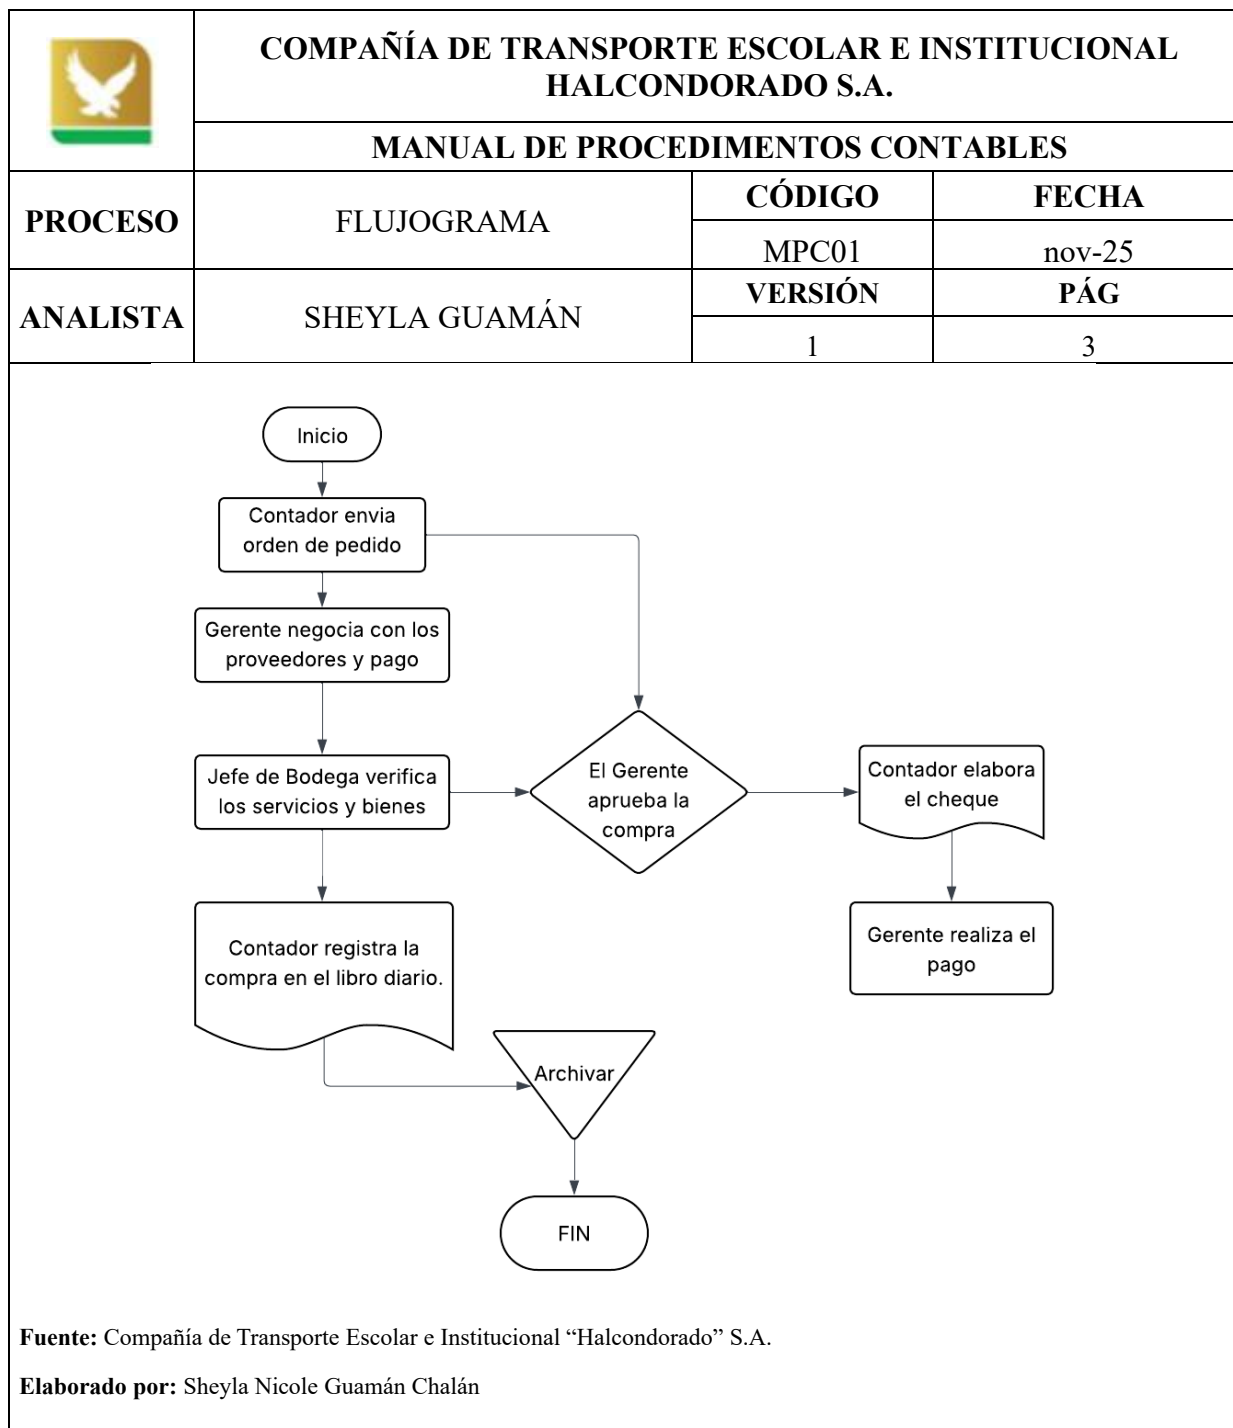 COMPAÑÍA DE TRANSPORTE ESCOLAR E INSTITUCIONAL
HALCONDORADO S.A.
MANUAL DE PROCEDIMENTOS CONTABLES
PROCESO
FLUJOGRAMA
CÓDIGO
FECHA
MPC01
nov-25
ANALISTA
SHEYLA GUAMÁN
VERSIÓN
PÁG
1
3
Inicio
Contador envia
orden de pedido
Gerente negocia con los
proveedores y pago
Jefe de Bodega verifica
los servicios y bienes
El Gerente
aprueba la
compra
Contador elabora
el cheque
Gerente realiza el
pago
Contador registra la
compra en el libro diario.
Archivar
FIN
Fuente: Compañía de Transporte Escolar e Institucional “Halcondorado” S.A.
Elaborado por: Sheyla Nicole Guamán Chalán